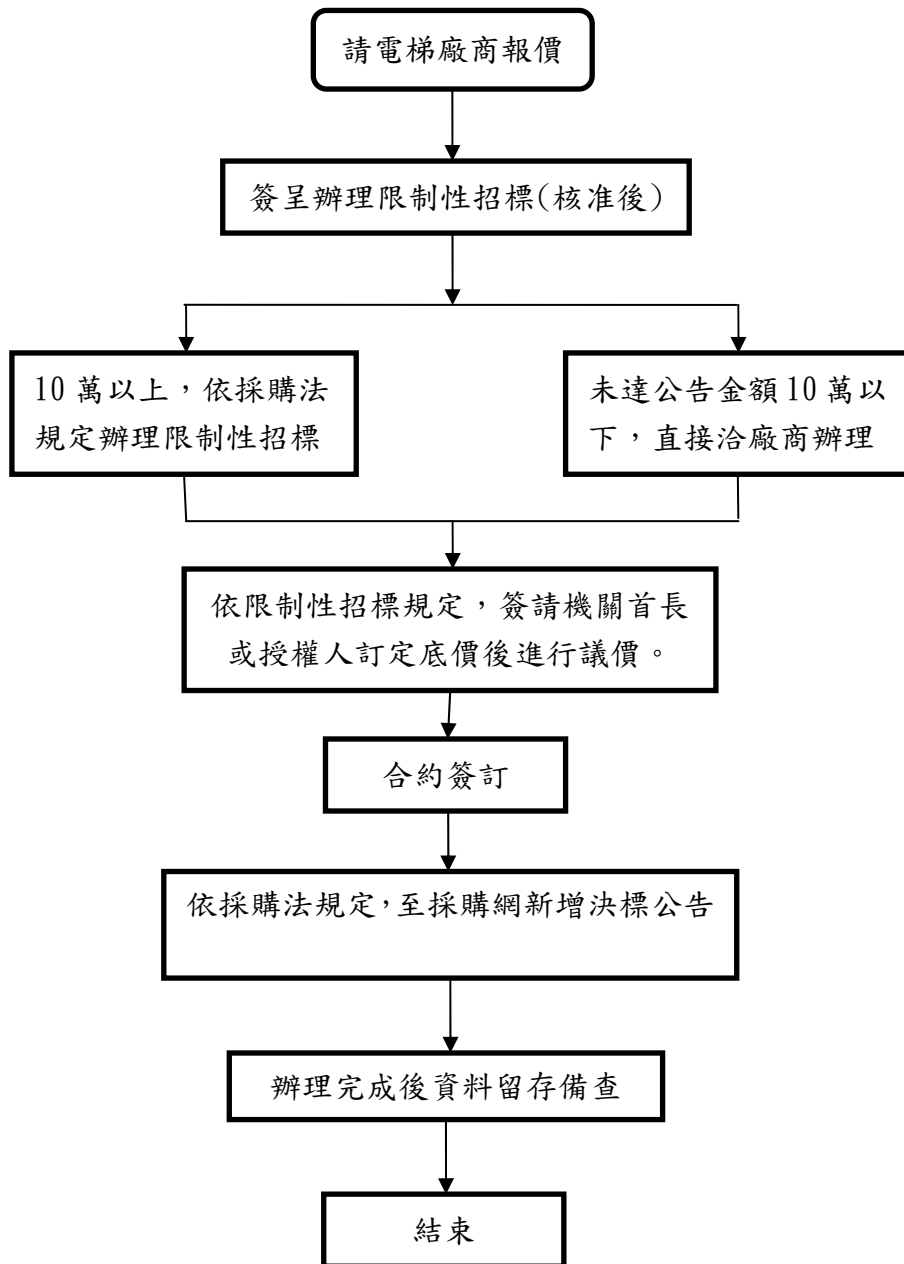 請電梯廠商報價
簽呈辦理限制性招標(核准後)
10萬以上，依採購法
規定辦理限制性招標
未達公告金額10萬以
下，直接洽廠商辦理
依限制性招標規定，簽請機關首長
或授權人訂定底價後進行議價。
合約簽訂
依採購法規定，至採購網新增決標公告
辦理完成後資料留存備查
結束